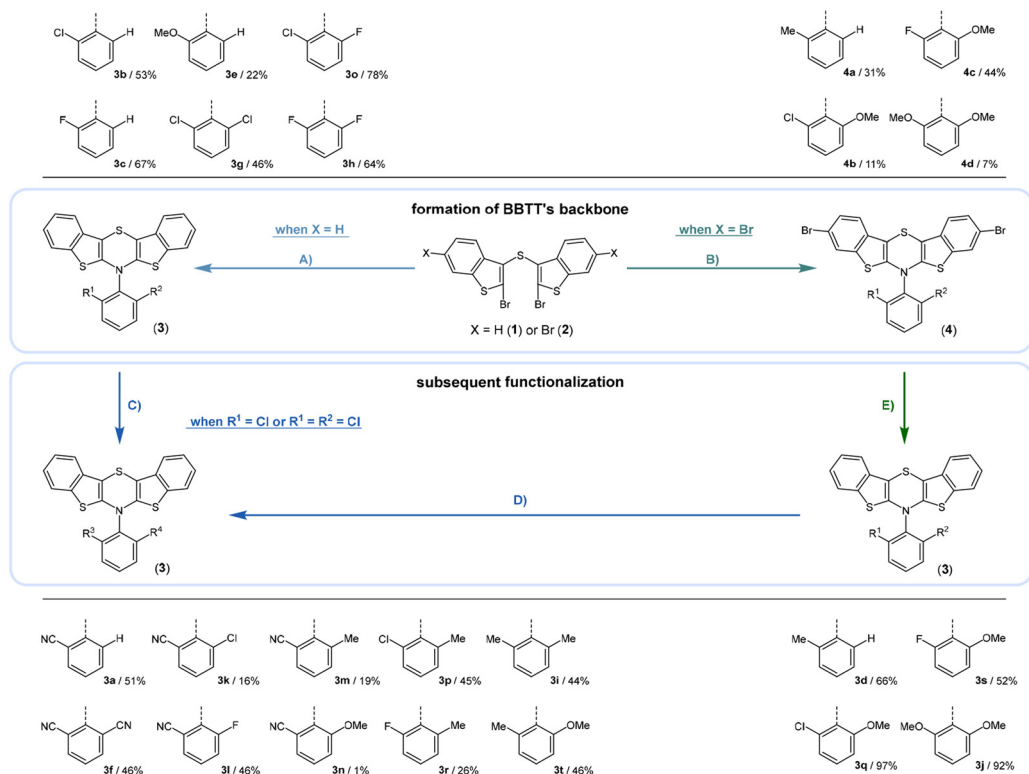 Cl H
3b / 53%
MeO H
3e / 22%
Cl F
3o / 78%
Me H
4a / 31%
F OMe
4c / 44%
F H
3c / 67%
Cl Cl
3g / 46%
F F
3h / 64%
Cl OMe
4b / 11%
MeO OMe
4d / 7%
formation of BBTT's backbone
when X = H
A)
when X = Br
B)
S
S N S
R¹ R²
(3)
X S X
S S
Br Br
X = H (1) or Br (2)
Br S Br
S N S
R¹ R²
(4)
subsequent functionalization
C)
when R¹ = Cl or R¹ = R² = Cl
E)
D)
S
S N S
R³ R⁴
(3)
S
S N S
R¹ R²
(3)
NC H
3a / 51%
NC Cl
3k / 16%
NC Me
3m / 19%
Cl Me
3p / 45%
Me Me
3i / 44%
Me H
3d / 66%
F OMe
3s / 52%
NC CN
3f / 46%
NC F
3l / 46%
NC OMe
3n / 1%
F Me
3r / 26%
Me OMe
3t / 46%
Cl OMe
3q / 97%
MeO OMe
3j / 92%